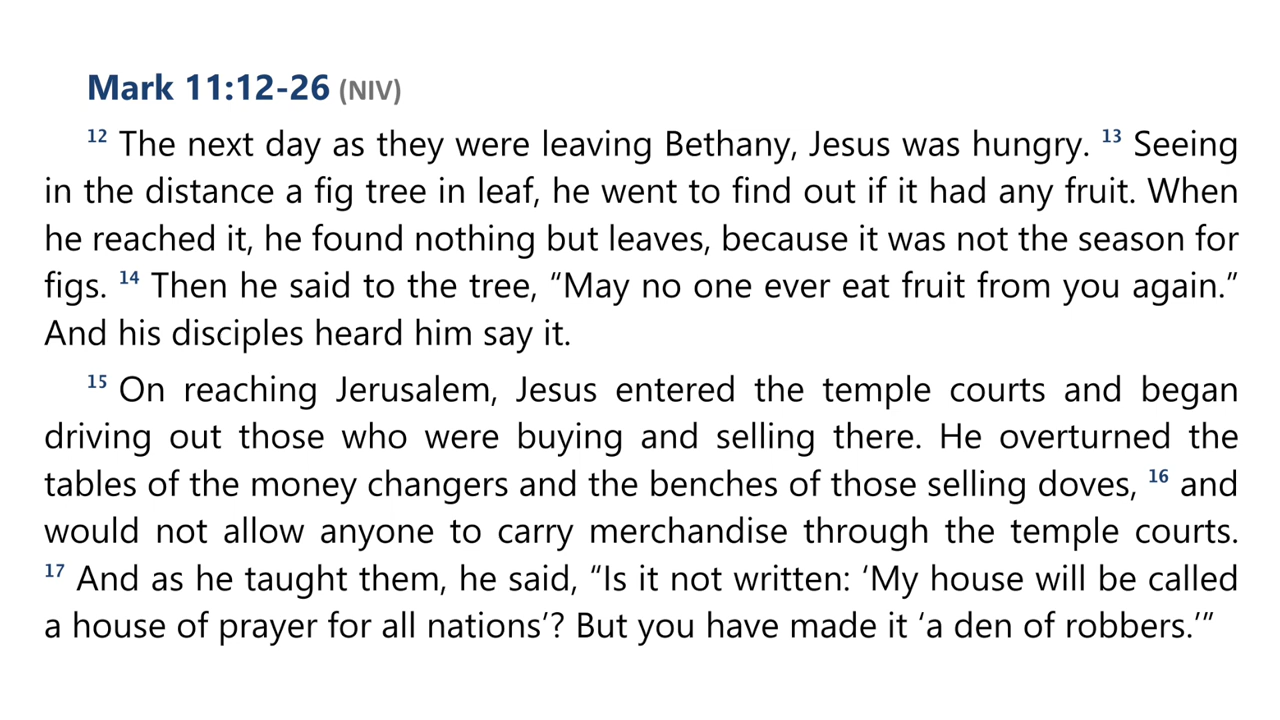 Mark 11:12-26 (NIV)
12 The next day as they were leaving Bethany, Jesus was hungry. 13 Seeing
in the distance a fig tree in leaf, he went to find out if it had any fruit. When
he reached it, he found nothing but leaves, because it was not the season for
figs. 14 Then he said to the tree, “May no one ever eat fruit from you again.”
And his disciples heard him say it.
15 On reaching Jerusalem, Jesus entered the temple courts and began
driving out those who were buying and selling there. He overturned the
tables of the money changers and the benches of those selling doves, 16 and
would not allow anyone to carry merchandise through the temple courts.
17 And as he taught them, he said, “Is it not written: ‘My house will be called
a house of prayer for all nations’? But you have made it ‘a den of robbers.’”